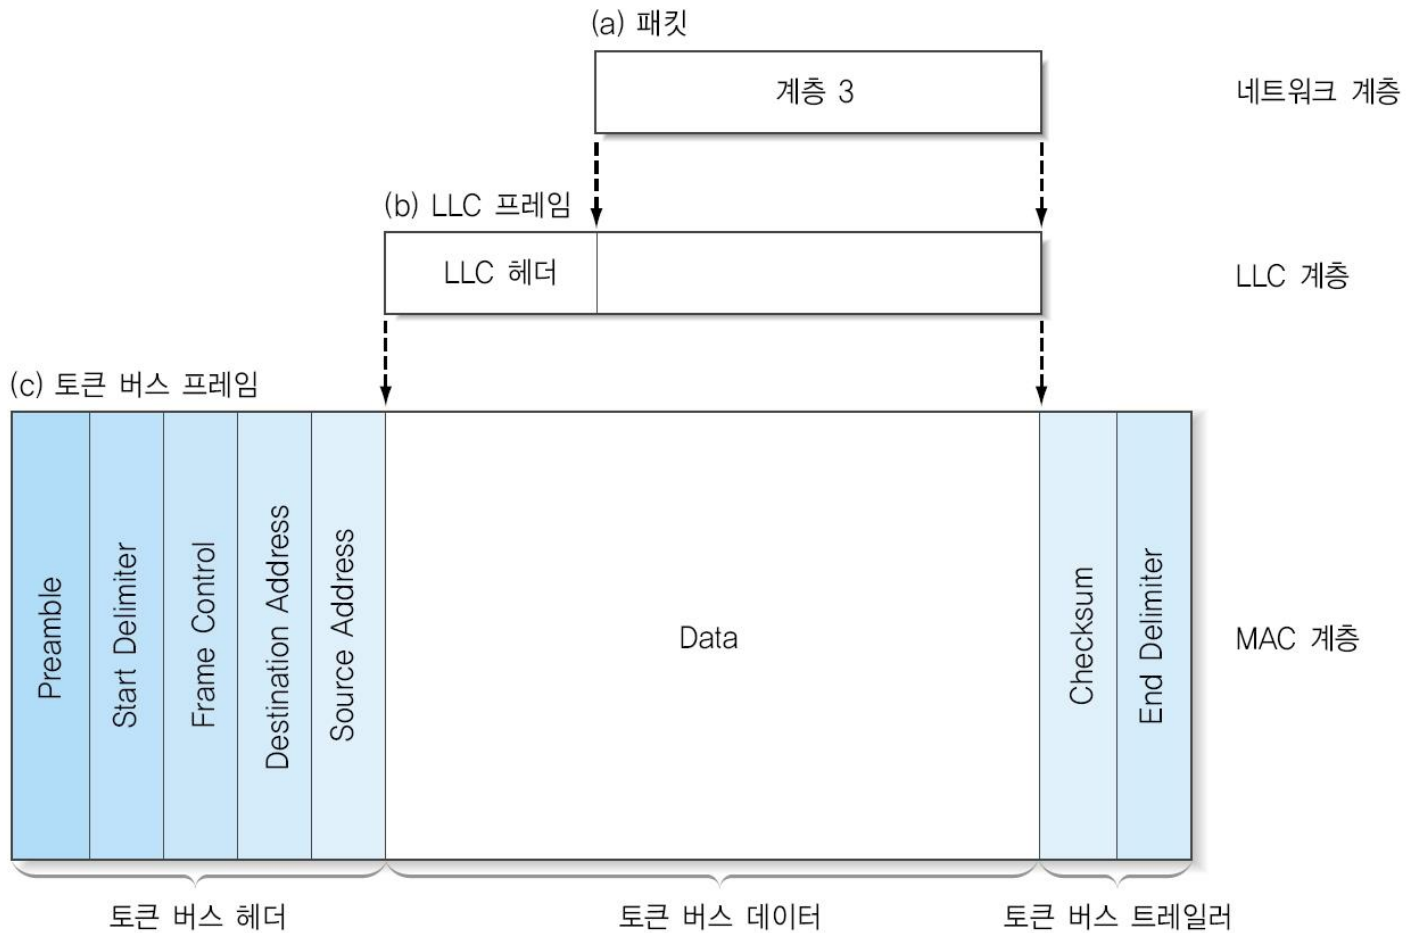 (a) 패킷
계층 3
네트워크 계층
(b) LLC 프레임
LLC 헤더
LLC 계층
(c) 토큰 버스 프레임
Preamble
Start Delimiter
Frame Control
Destination Address
Source Address
Data
Checksum
End Delimiter
MAC 계층
토큰 버스 헤더
토큰 버스 데이터
토큰 버스 트레일러